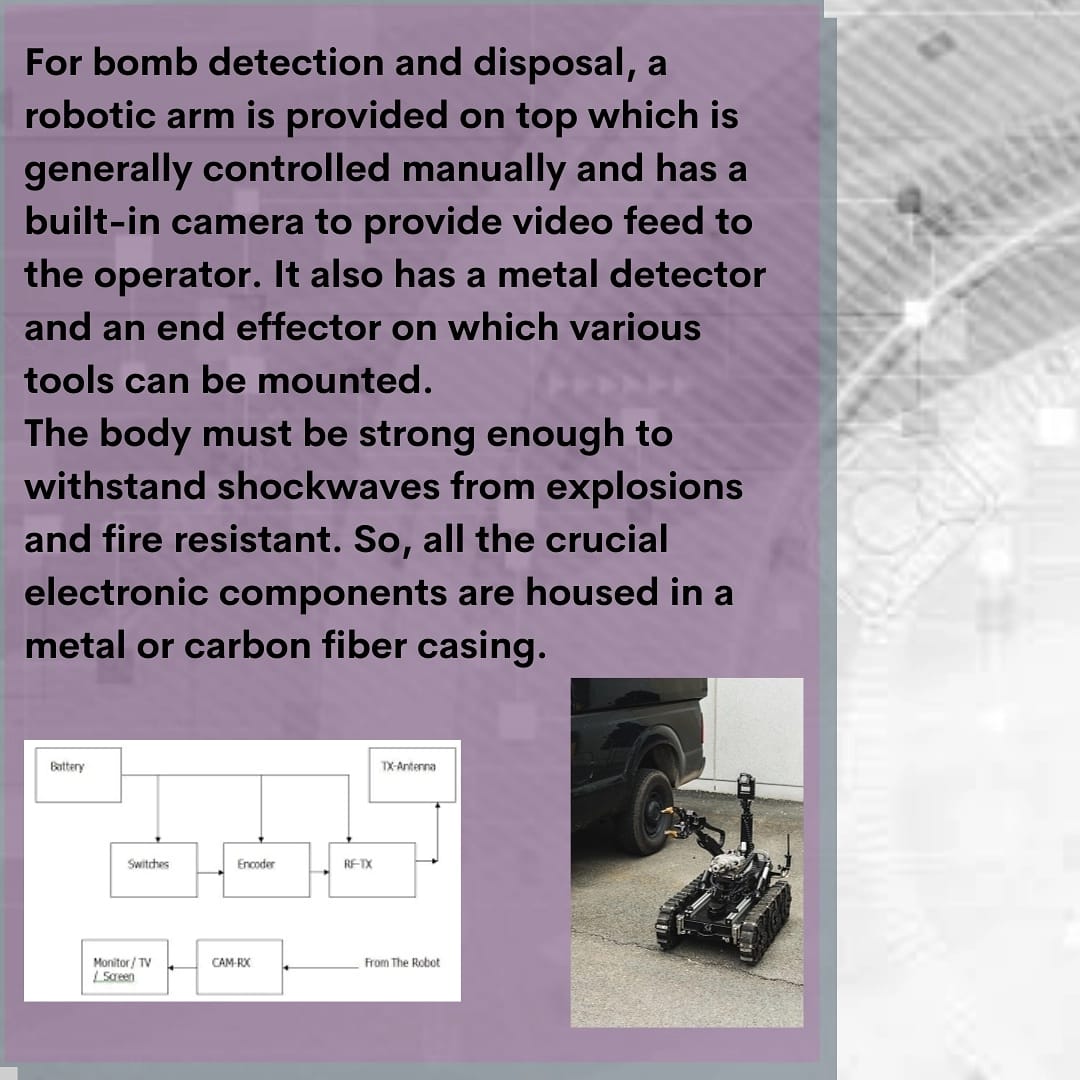 For bomb detection and disposal, a
robotic arm is provided on top which is
generally controlled manually and has a
built-in camera to provide video feed to
the operator. It also has a metal detector
and an end effector on which various
tools can be mounted.
The body must be strong enough to
withstand shockwaves from explosions
and fire resistant. So, all the crucial
electronic components are housed in a
metal or carbon fiber casing.
Battery
TX-Antenna
Switches
Encoder
RF-TX
Monitor / TV
/ Screen
CAM-RX
From The Robot